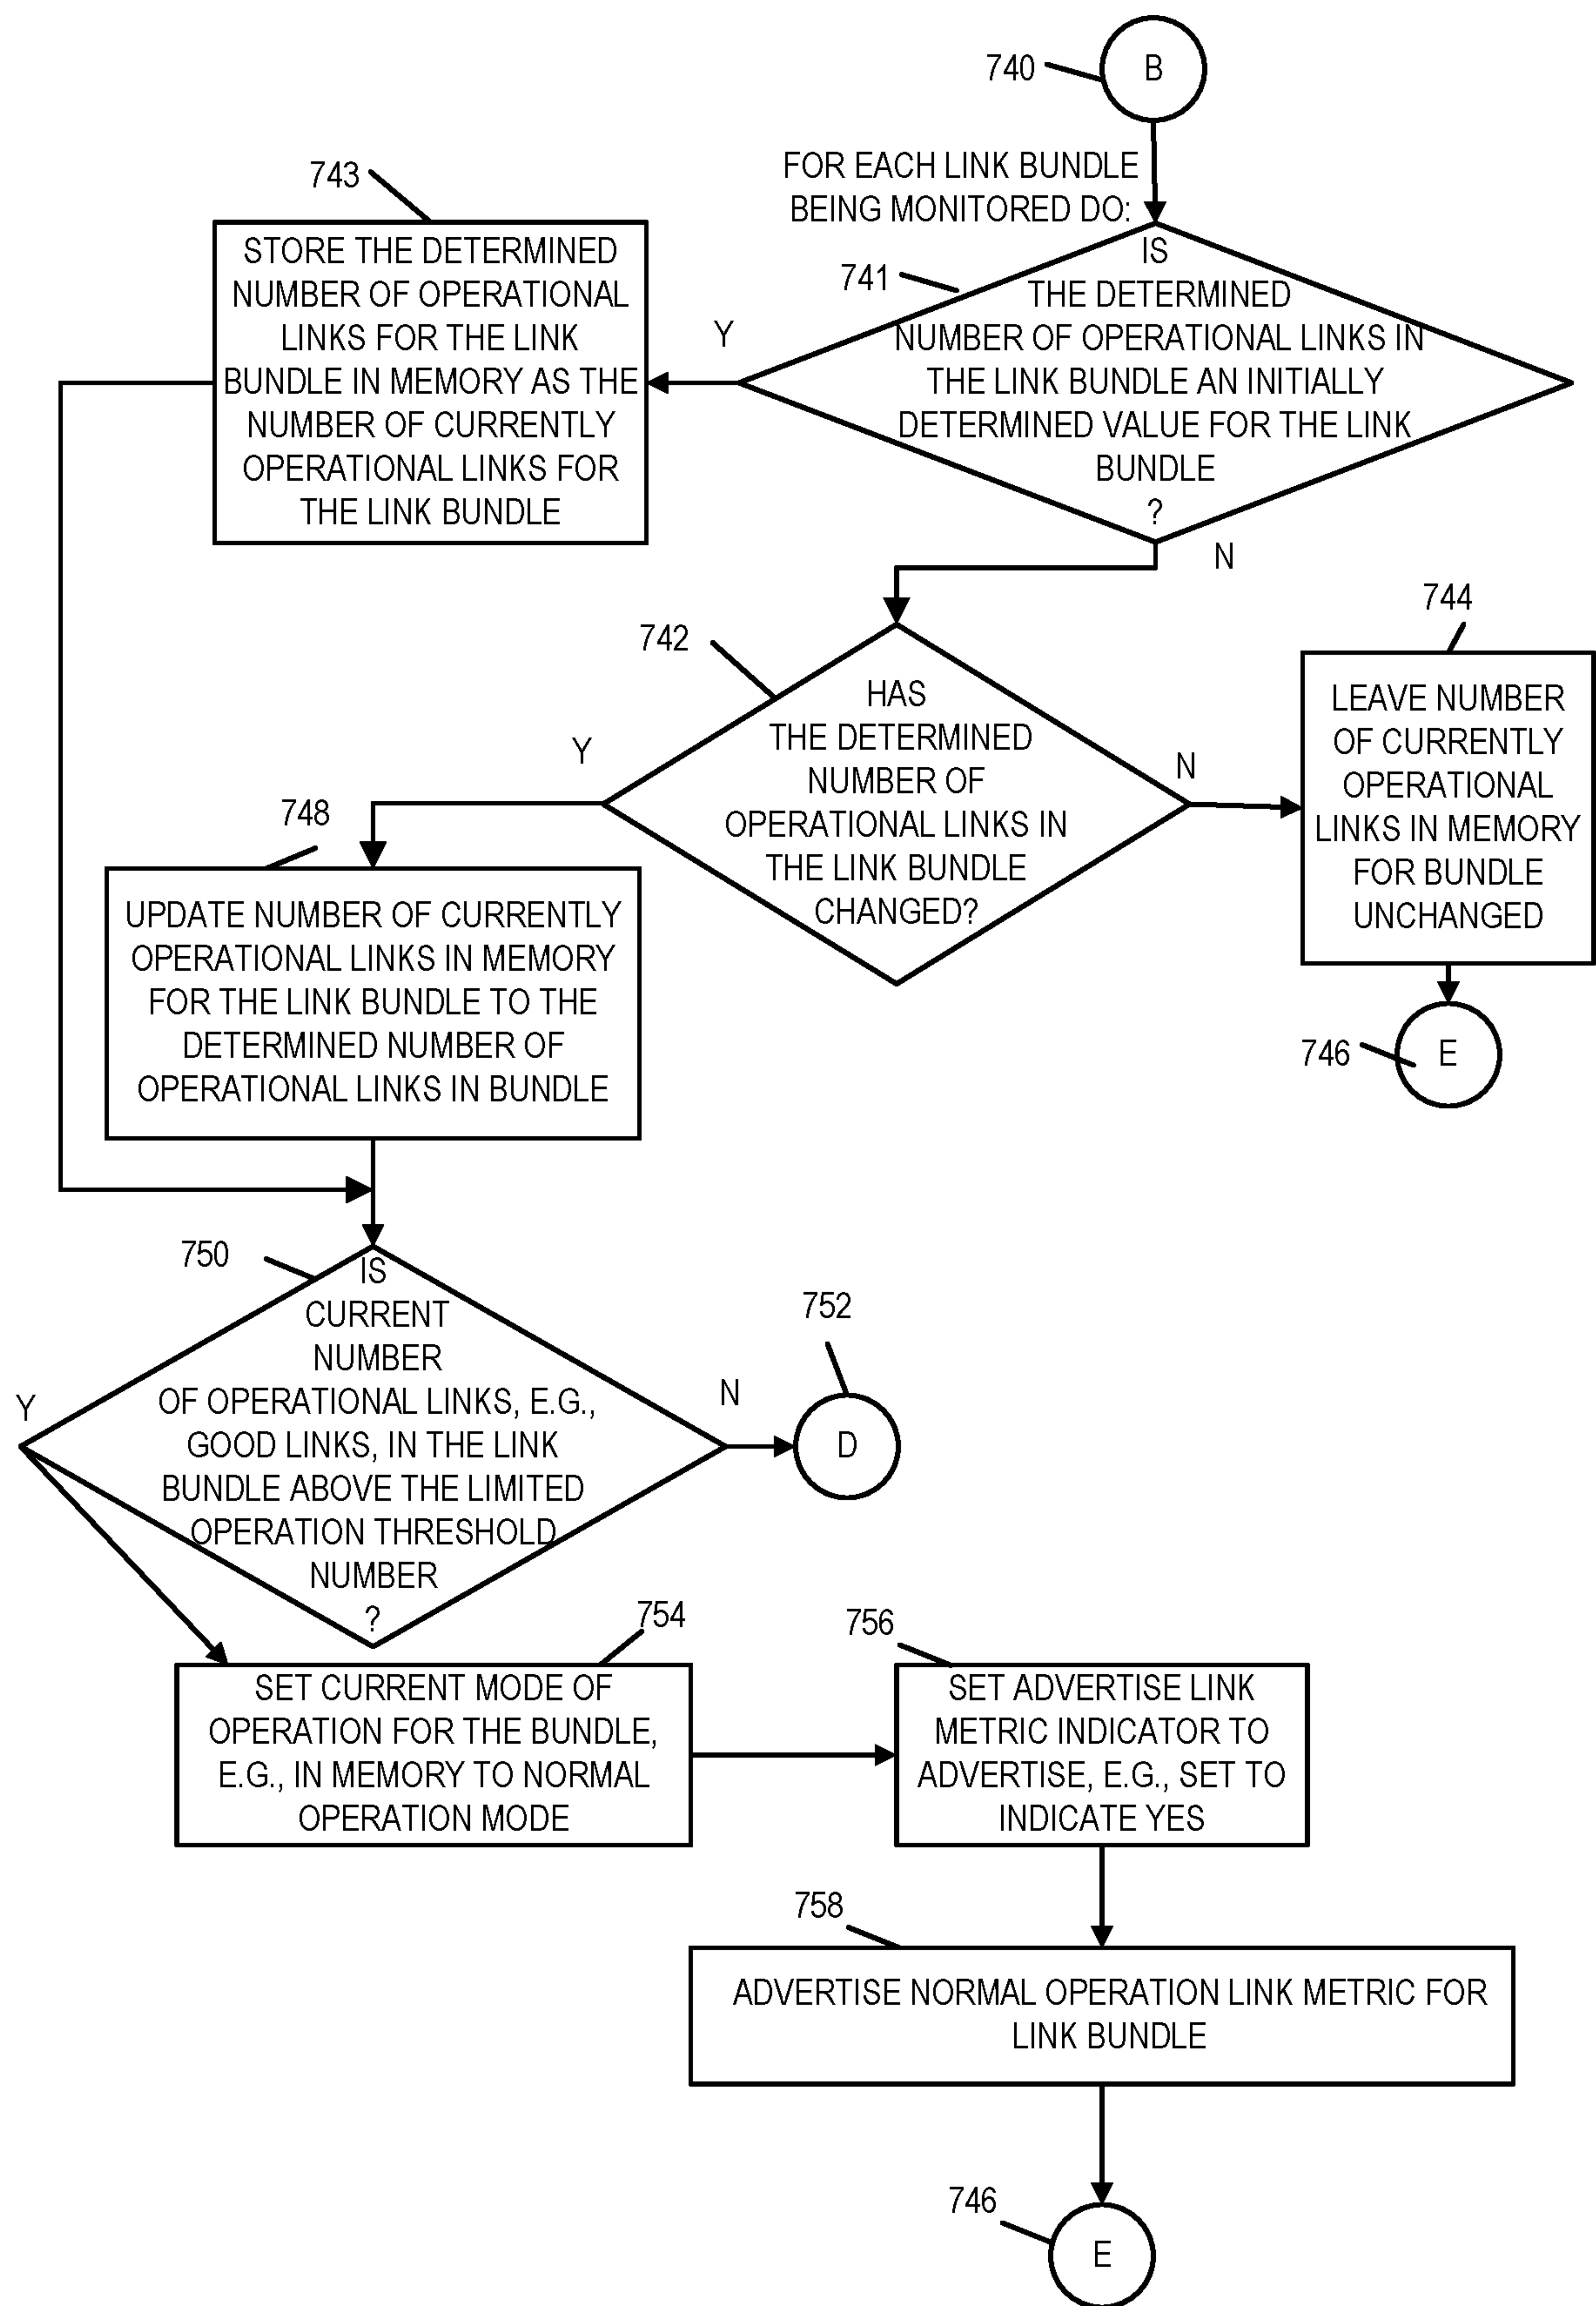 740
B
FOR EACH LINK BUNDLE
BEING MONITORED DO:
743
STORE THE DETERMINED
NUMBER OF OPERATIONAL
LINKS FOR THE LINK
BUNDLE IN MEMORY AS THE
NUMBER OF CURRENTLY
OPERATIONAL LINKS FOR
THE LINK BUNDLE
741
IS
THE DETERMINED
NUMBER OF OPERATIONAL LINKS IN
THE LINK BUNDLE AN INITIALLY
DETERMINED VALUE FOR THE LINK
BUNDLE
?
Y
N
742
HAS
THE DETERMINED
NUMBER OF
OPERATIONAL LINKS IN
THE LINK BUNDLE
CHANGED?
Y
N
744
LEAVE NUMBER
OF CURRENTLY
OPERATIONAL
LINKS IN MEMORY
FOR BUNDLE
UNCHANGED
746
E
748
UPDATE NUMBER OF CURRENTLY
OPERATIONAL LINKS IN MEMORY
FOR THE LINK BUNDLE TO THE
DETERMINED NUMBER OF
OPERATIONAL LINKS IN BUNDLE
750
IS
CURRENT
NUMBER
OF OPERATIONAL LINKS, E.G.,
GOOD LINKS, IN THE LINK
BUNDLE ABOVE THE LIMITED
OPERATION THRESHOLD
NUMBER
?
Y
N
752
D
754
SET CURRENT MODE OF
OPERATION FOR THE BUNDLE,
E.G., IN MEMORY TO NORMAL
OPERATION MODE
756
SET ADVERTISE LINK
METRIC INDICATOR TO
ADVERTISE, E.G., SET TO
INDICATE YES
758
ADVERTISE NORMAL OPERATION LINK METRIC FOR
LINK BUNDLE
746
E